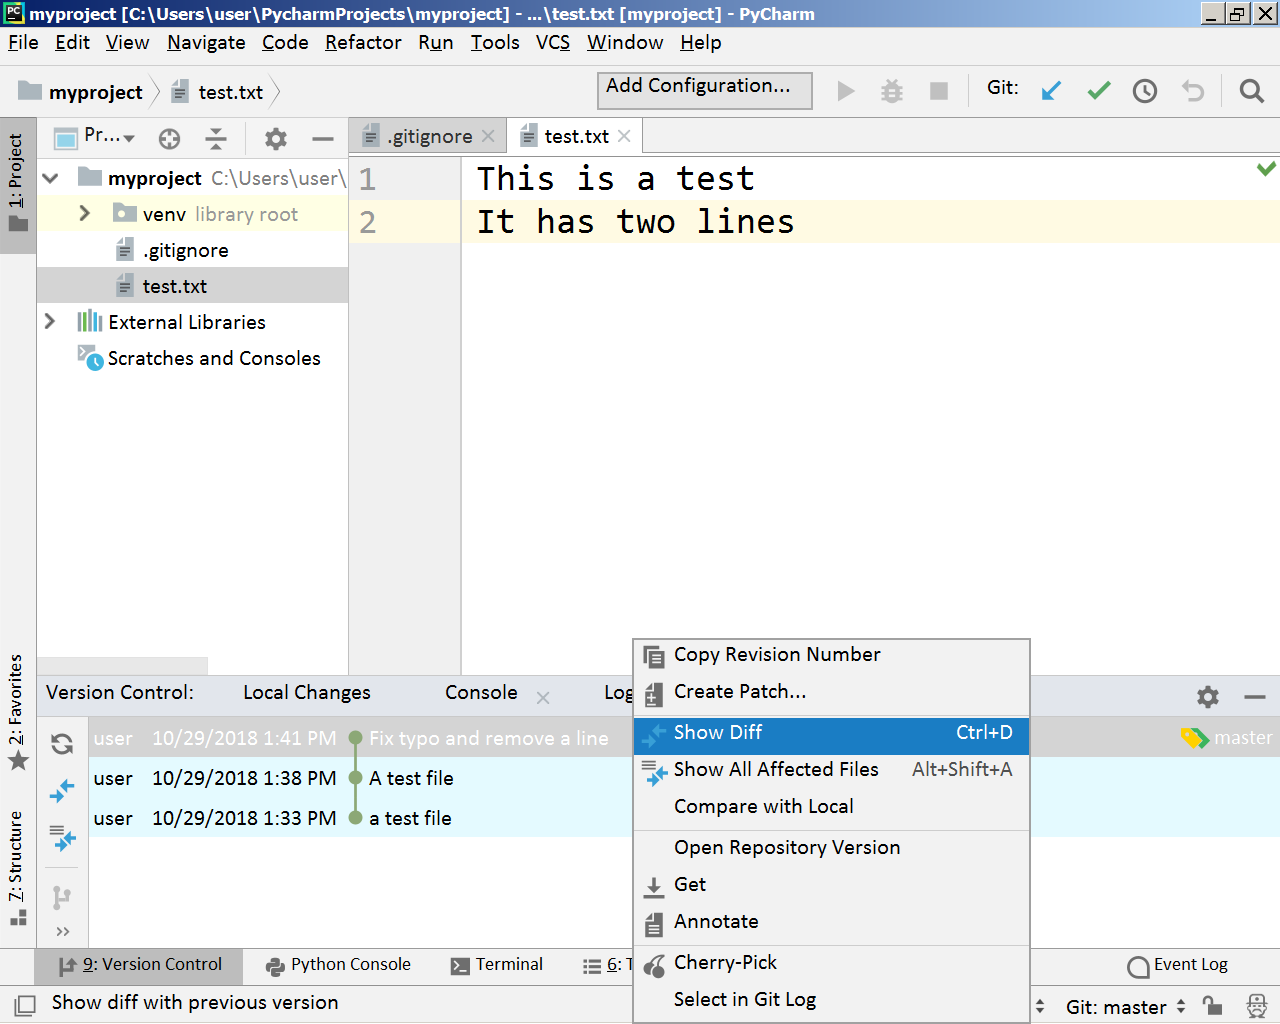 myproject [C:\Users\user\PycharmProjects\myproject] - ...\test.txt [myproject] - PyCharm
File Edit View Navigate Code Refactor Run Tools VCS Window Help
myproject test.txt Add Configuration... Git:
1: Project
Pr...
.gitignore test.txt
myproject C:\Users\user\
venv library root
.gitignore
test.txt
External Libraries
Scratches and Consoles
1 This is a test
2 It has two lines
2: Favorites
7: Structure
Version Control: Local Changes Console Log
user 10/29/2018 1:41 PM Fix typo and remove a line master
user 10/29/2018 1:38 PM A test file
user 10/29/2018 1:33 PM a test file
Copy Revision Number
Create Patch...
Show Diff Ctrl+D
Show All Affected Files Alt+Shift+A
Compare with Local
Open Repository Version
Get
Annotate
Cherry-Pick
Select in Git Log
9: Version Control Python Console Terminal 6: Event Log
Show diff with previous version Git: master